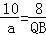 10/a = 8/QB